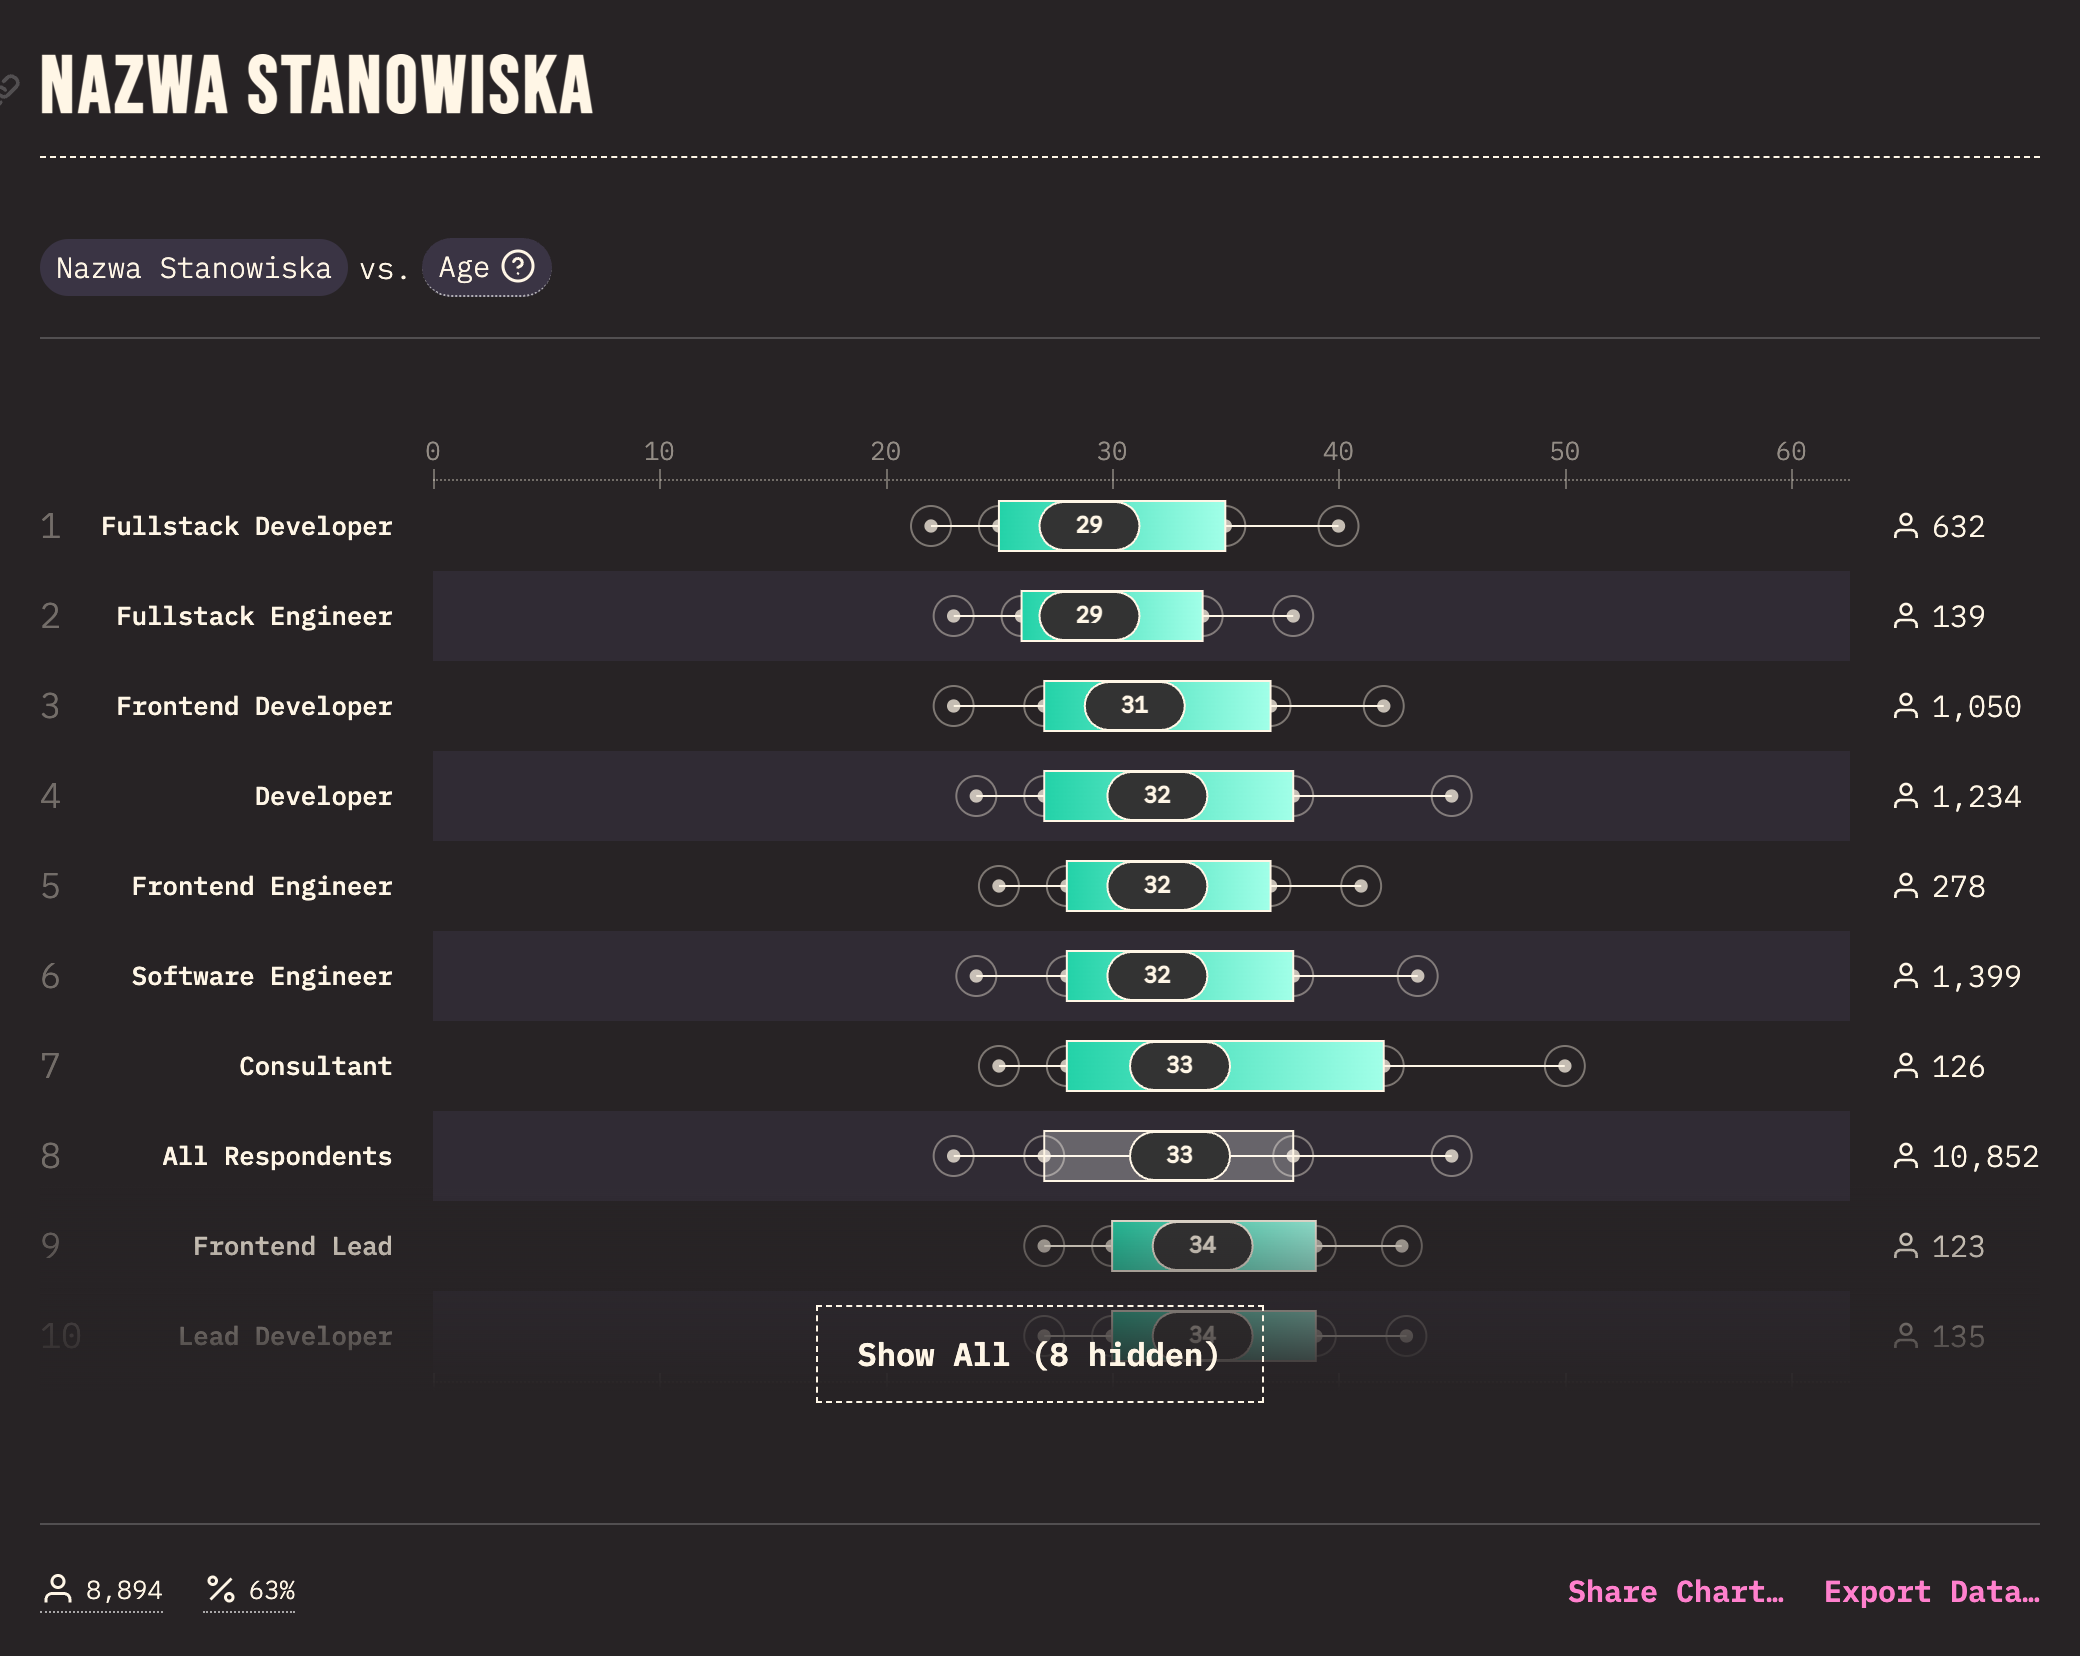 NAZWA STANOWISKA
Nazwa Stanowiska vs. Age ?
0 10 20 30 40 50 60
1 Fullstack Developer 29 632
2 Fullstack Engineer 29 139
3 Frontend Developer 31 1,050
4 Developer 32 1,234
5 Frontend Engineer 32 278
6 Software Engineer 32 1,399
7 Consultant 33 126
8 All Respondents 33 10,852
9 Frontend Lead 34 123
10 Lead Developer 34 135
Show All (8 hidden)
8,894 % 63% Share Chart… Export Data…